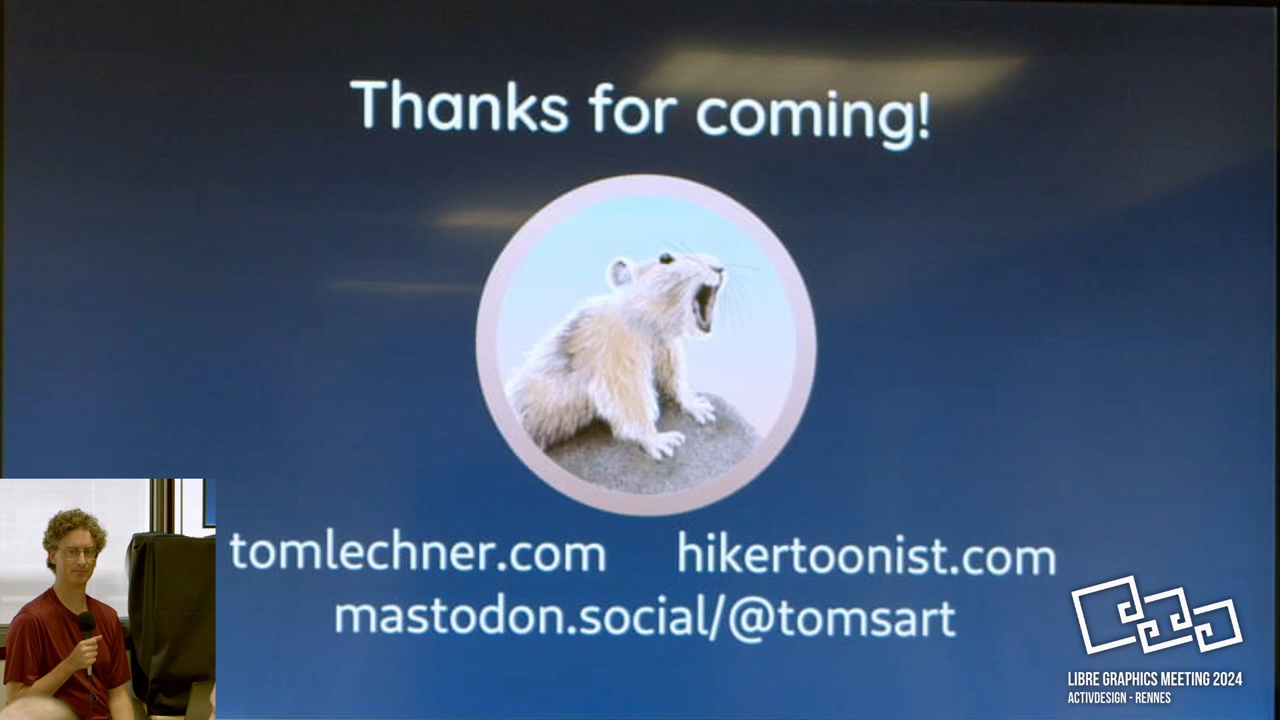 Thanks for coming!
tomlechner.com hikertoonist.com
mastodon.social/@tomsart
LIBRE GRAPHICS MEETING 2024
ACTIVDESIGN - RENNES